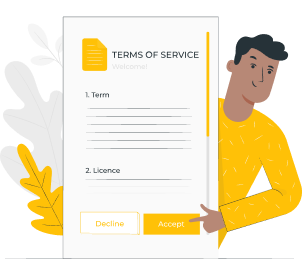 TERMS OF SERVICE
Welcome!
1. Term
2. Licence
Decline
Accept